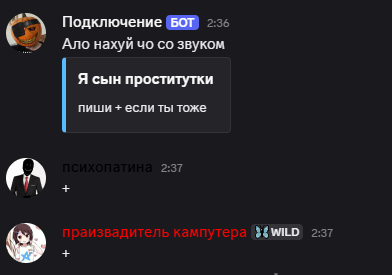 Подключение БОТ 2:36
Ало нахуй чо со звуком
Я сын проститутки
пиши + если ты тоже
психопатина 2:37
+
праизвадитель кампутера WILD 2:37
+